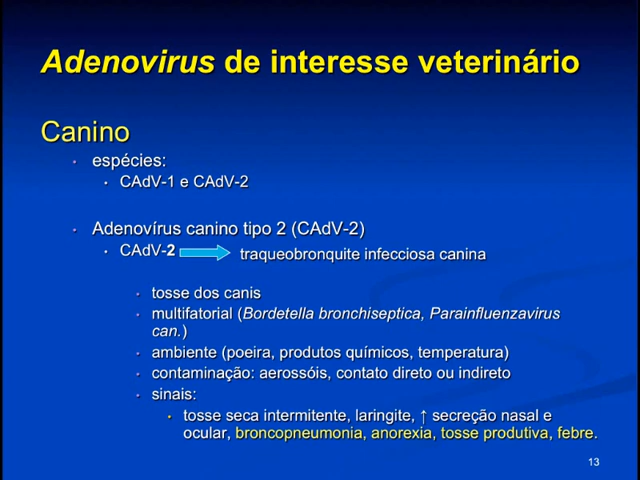 Adenovirus de interesse veterinário
Canino
• espécies:
• CAdV-1 e CAdV-2
• Adenovírus canino tipo 2 (CAdV-2)
• CAdV-2 traqueobronquite infecciosa canina
• tosse dos canis
• multifatorial (Bordetella bronchiseptica, Parainfluenzavirus
can.)
• ambiente (poeira, produtos químicos, temperatura)
• contaminação: aerossóis, contato direto ou indireto
• sinais:
• tosse seca intermitente, laringite, ↑ secreção nasal e
ocular, broncopneumonia, anorexia, tosse produtiva, febre.
13